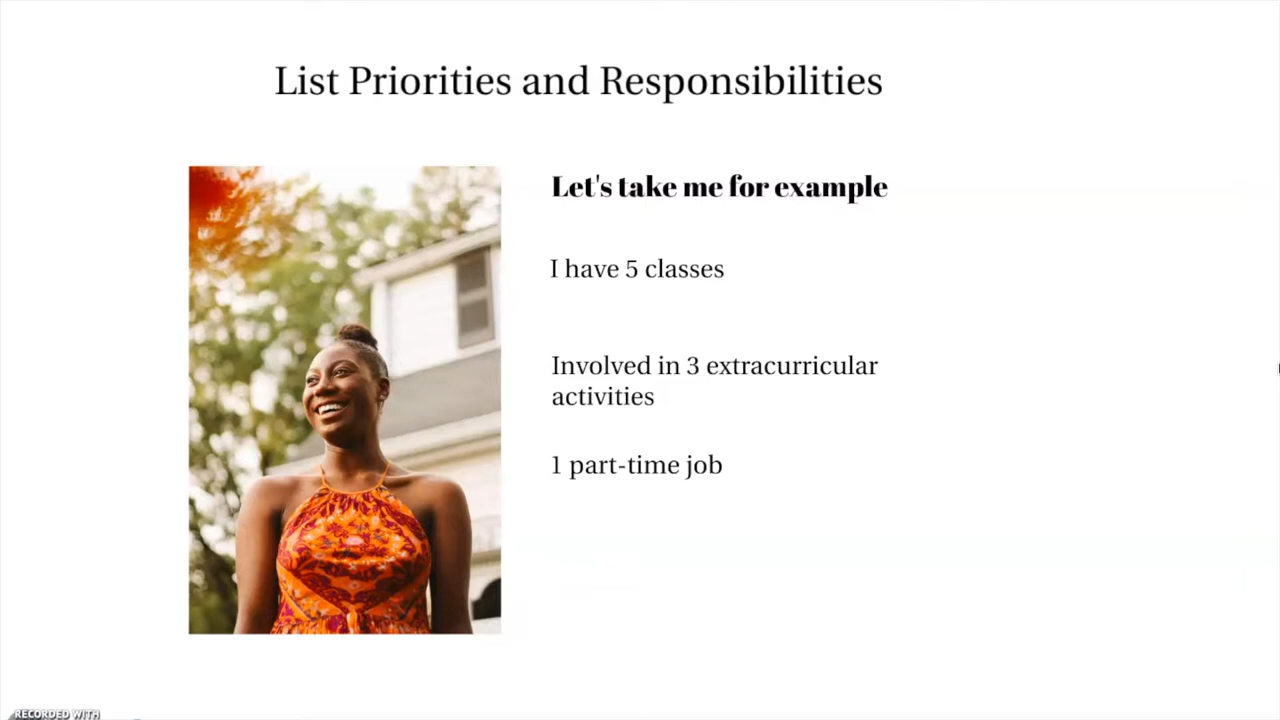 List Priorities and Responsibilities
Let's take me for example
I have 5 classes
Involved in 3 extracurricular
activities
1 part-time job
RECORDED WITH